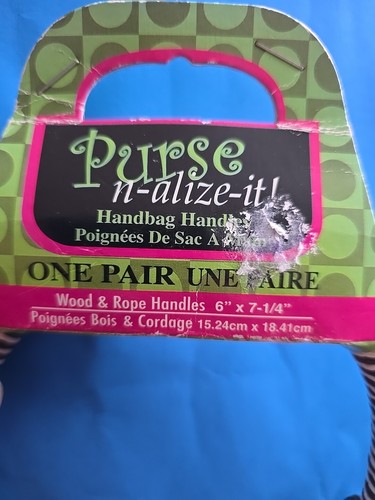 Purse
n-alize-it!
Handbag Handles
Poignées De Sac À
ONE PAIR UNE PAIRE
Wood & Rope Handles 6" x 7-1/4"
Poignées Bois & Cordage 15.24cm x 18.41cm